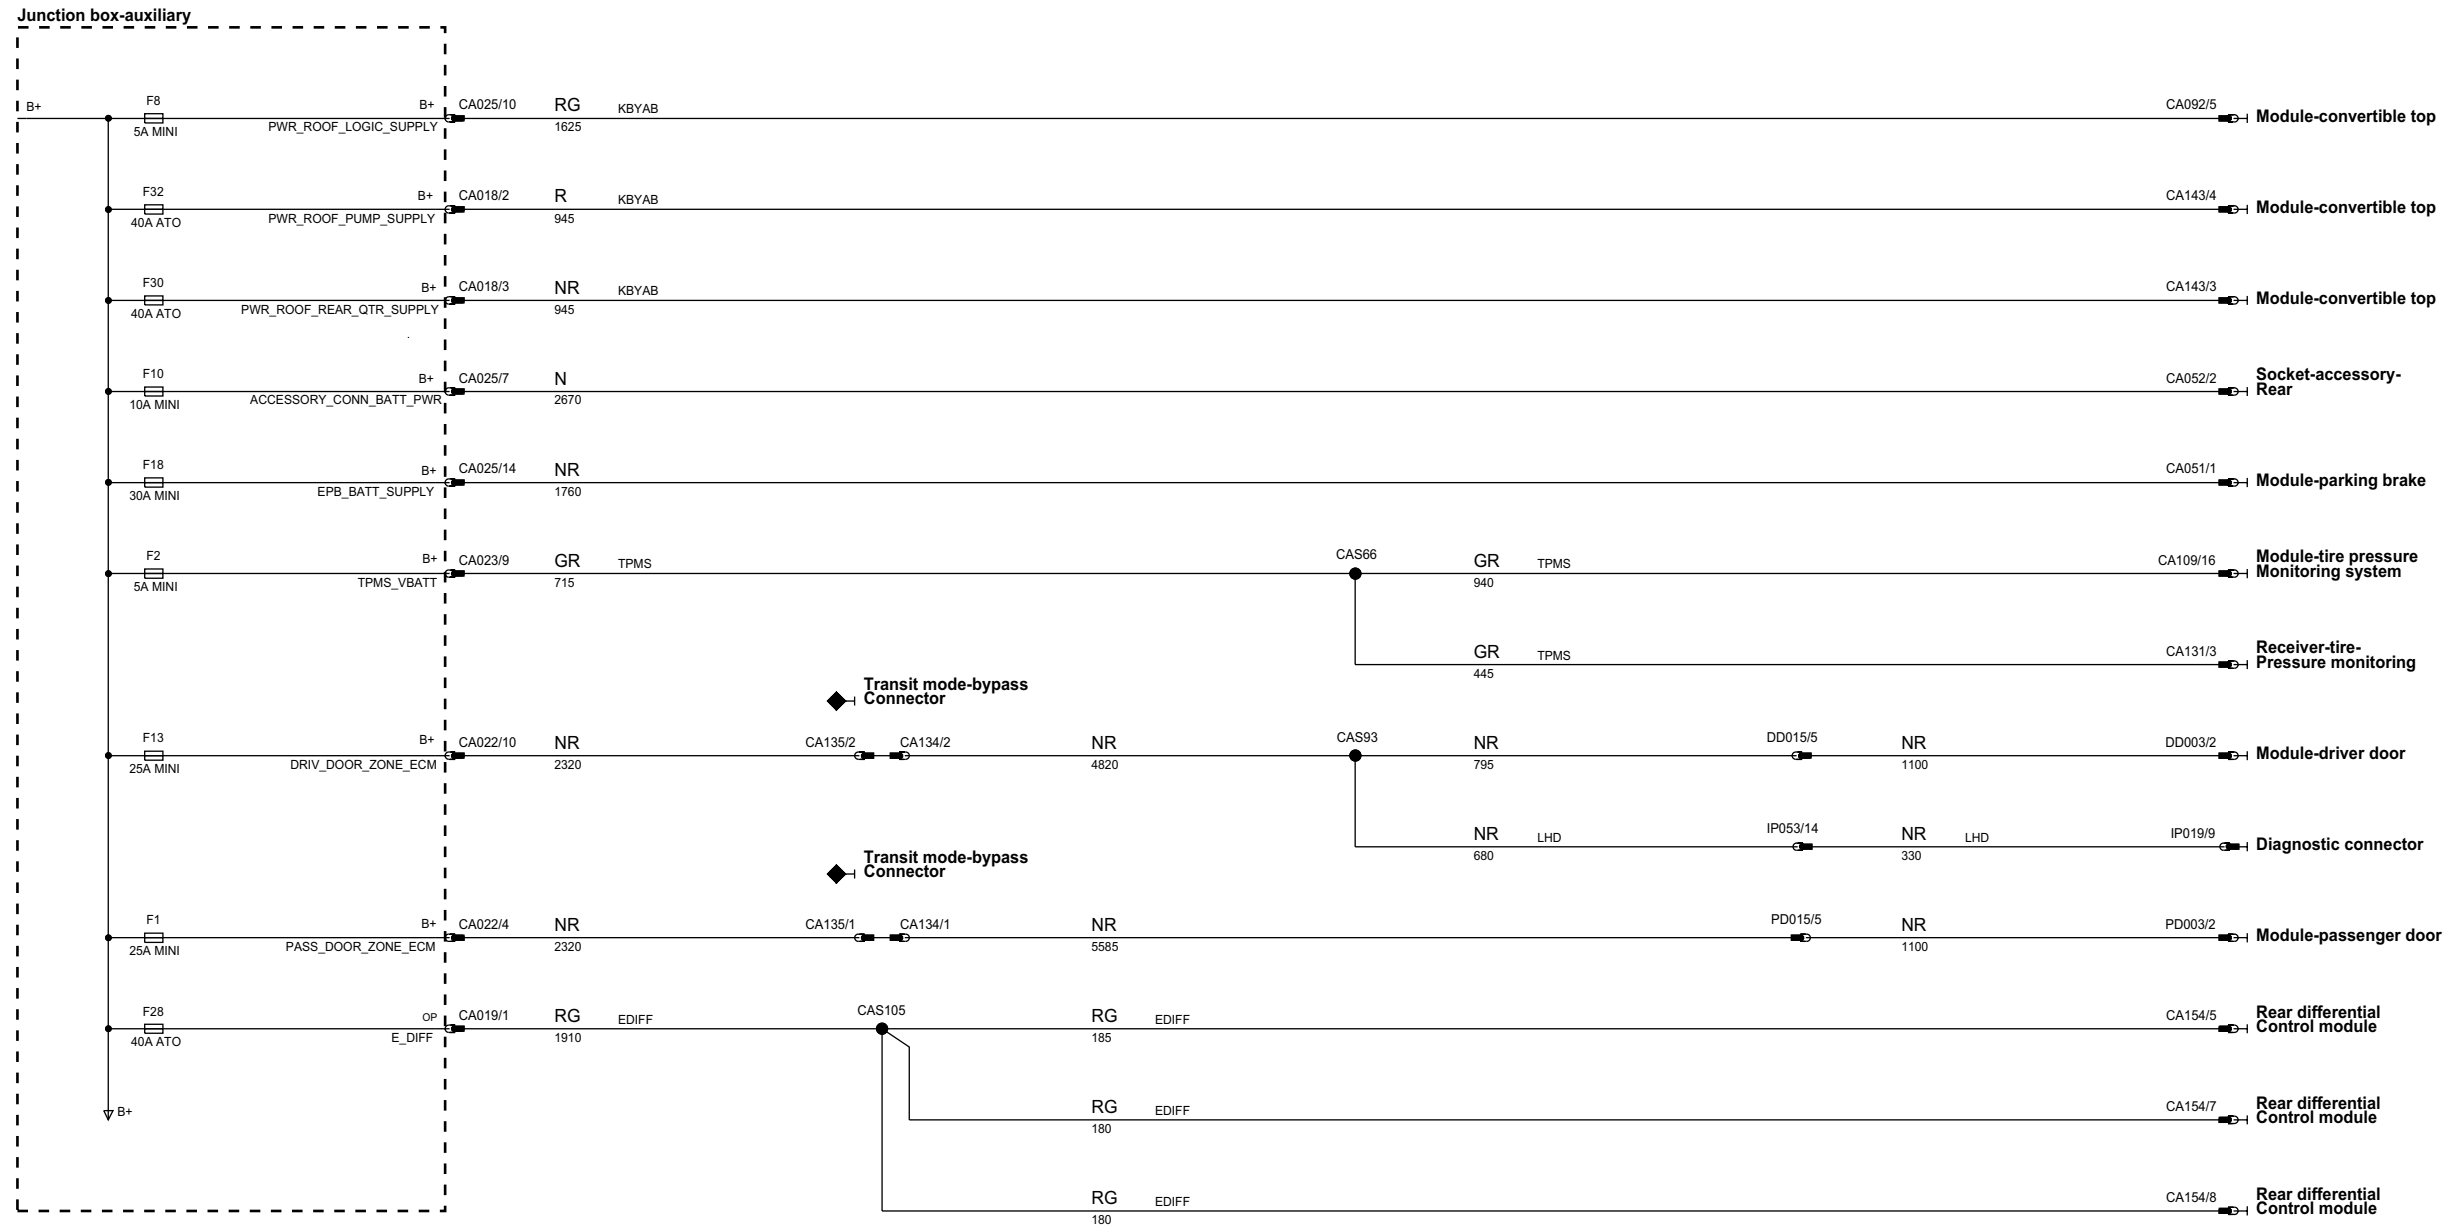 Junction box-auxiliary
B+
F8
5A MINI
B+
PWR_ROOF_LOGIC_SUPPLY
CA025/10
RG
1625
KBYAB
CA092/5
Module-convertible top
F32
40A ATO
B+
PWR_ROOF_PUMP_SUPPLY
CA018/2
R
945
KBYAB
CA143/4
Module-convertible top
F30
40A ATO
B+
PWR_ROOF_REAR_QTR_SUPPLY
.
CA018/3
NR
945
KBYAB
CA143/3
Module-convertible top
F10
10A MINI
B+
ACCESSORY_CONN_BATT_PWR
CA025/7
N
2670
CA052/2
Socket-accessory-
Rear
F18
30A MINI
B+
EPB_BATT_SUPPLY
CA025/14
NR
1760
CA051/1
Module-parking brake
F2
5A MINI
B+
TPMS_VBATT
CA023/9
GR
715
TPMS
CAS66
GR
940
TPMS
CA109/16
Module-tire pressure
Monitoring system
GR
445
TPMS
CA131/3
Receiver-tire-
Pressure monitoring
Transit mode-bypass
Connector
F13
25A MINI
B+
DRIV_DOOR_ZONE_ECM
CA022/10
NR
2320
CA135/2
CA134/2
NR
4820
CAS93
NR
795
DD015/5
NR
1100
DD003/2
Module-driver door
NR
680
LHD
IP053/14
NR
330
LHD
IP019/9
Diagnostic connector
Transit mode-bypass
Connector
F1
25A MINI
B+
PASS_DOOR_ZONE_ECM
CA022/4
NR
2320
CA135/1
CA134/1
NR
5585
PD015/5
NR
1100
PD003/2
Module-passenger door
F28
40A ATO
OP
E_DIFF
CA019/1
RG
1910
EDIFF
CAS105
RG
185
EDIFF
CA154/5
Rear differential
Control module
B+
RG
180
EDIFF
CA154/7
Rear differential
Control module
RG
180
EDIFF
CA154/8
Rear differential
Control module